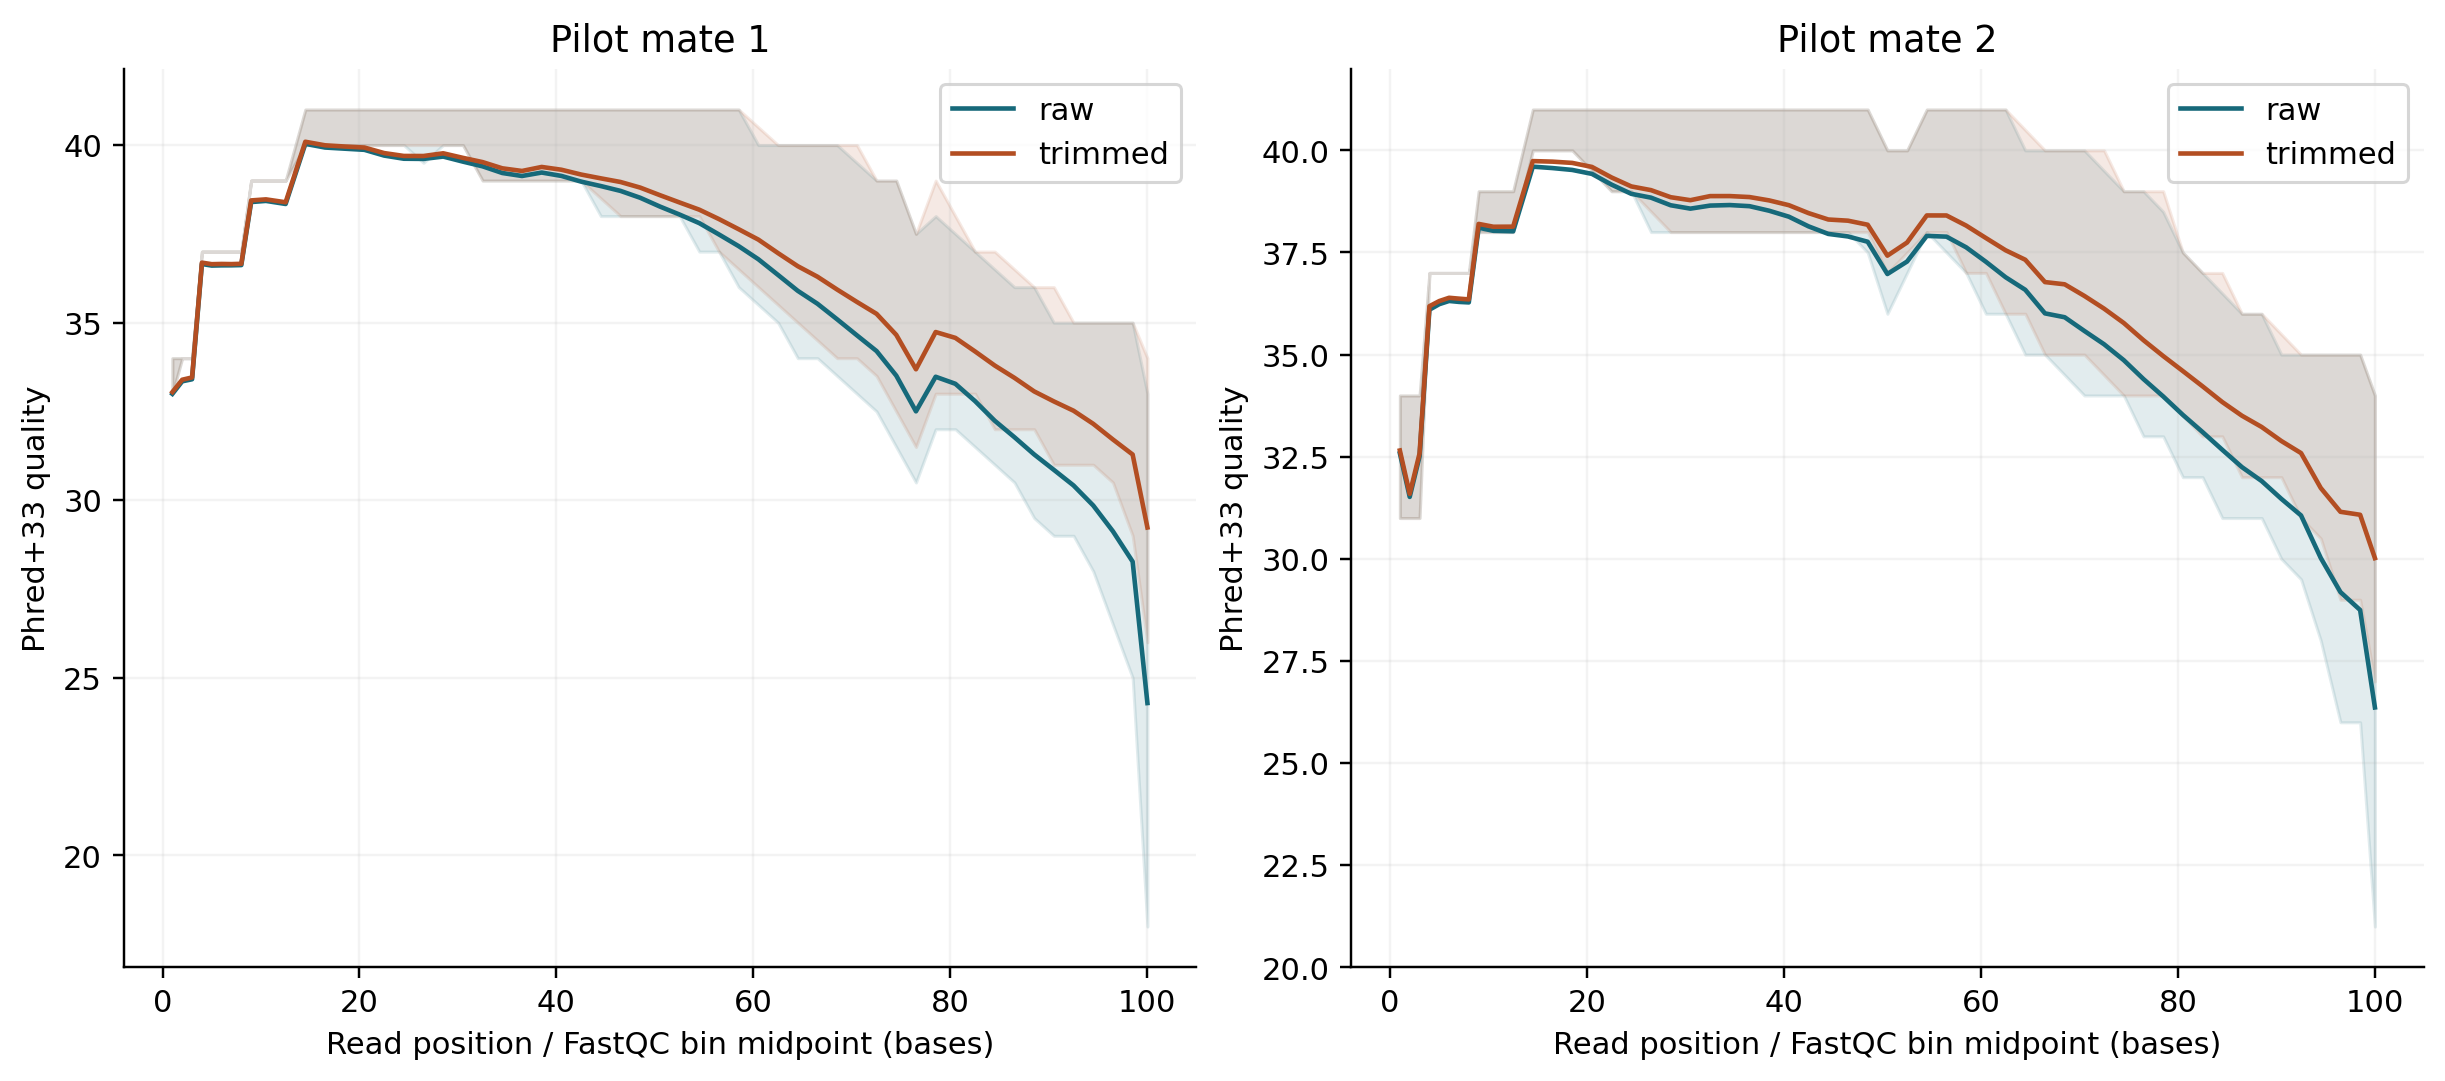 Pilot mate 1
raw
trimmed
40
35
30
25
20
Phred+33 quality
0 20 40 60 80 100
Read position / FastQC bin midpoint (bases)
Pilot mate 2
raw
trimmed
40.0
37.5
35.0
32.5
30.0
27.5
25.0
22.5
20.0
Phred+33 quality
0 20 40 60 80 100
Read position / FastQC bin midpoint (bases)